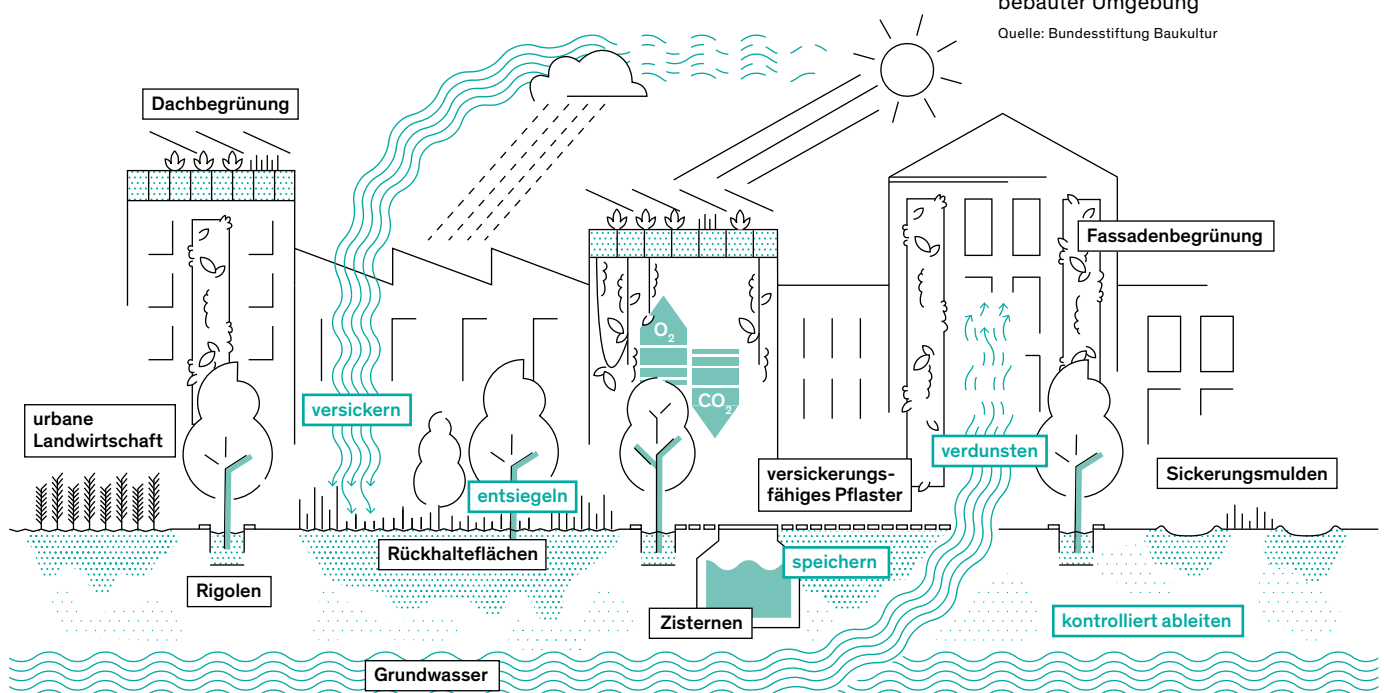 bebauter Umgebung
Quelle: Bundesstiftung Baukultur
Dachbegrünung
Fassadenbegrünung
O₂
CO₂
versickern
urbane
Landwirtschaft
verdunsten
versickerungs-
fähiges Pflaster
Sickerungsmulden
entsiegeln
Rückhalteflächen
speichern
Rigolen
Zisternen
kontrolliert ableiten
Grundwasser